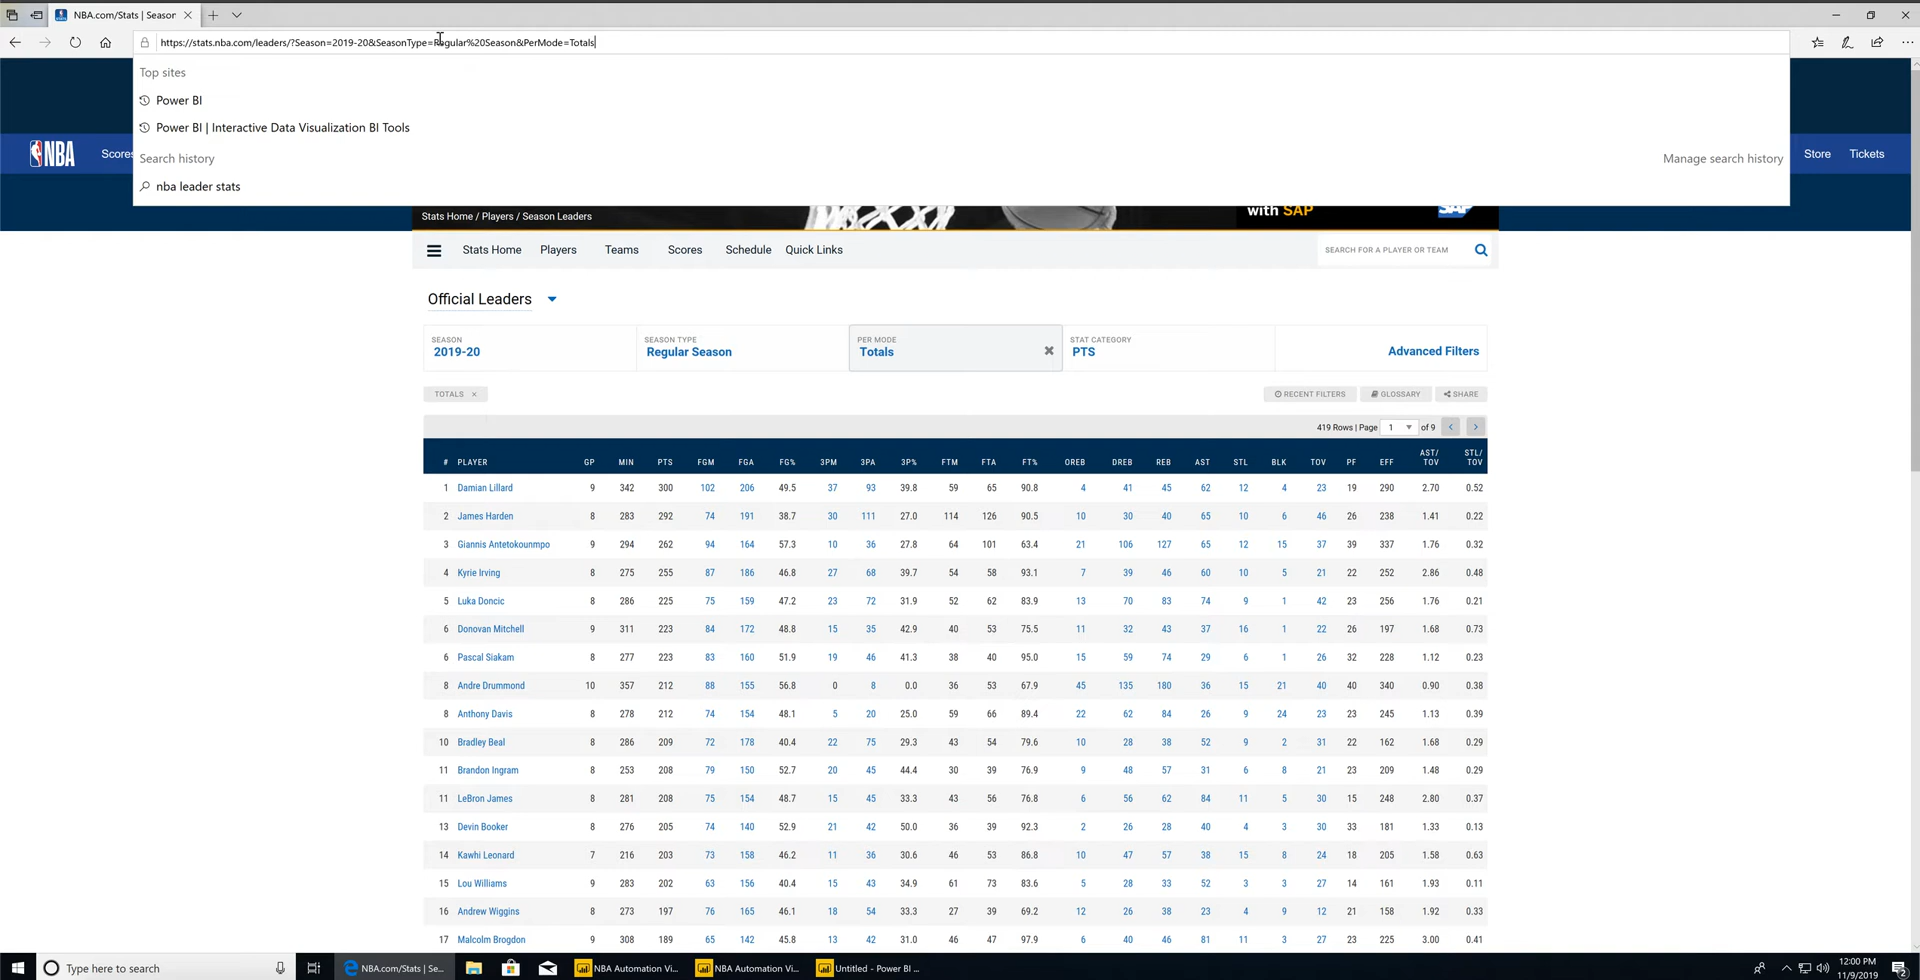 NBA.com/Stats | Season
https://stats.nba.com/leaders/?Season=2019-20&SeasonType=Regular%20Season&PerMode=Totals
Top sites
Power BI
Power BI | Interactive Data Visualization BI Tools
Search history
Manage search history
nba leader stats
NBA Scores Store Tickets
Stats Home / Players / Season Leaders
with SAP SAP
Stats Home Players Teams Scores Schedule Quick Links SEARCH FOR A PLAYER OR TEAM
Official Leaders
SEASON SEASON TYPE PER MODE STAT CATEGORY
2019-20 Regular Season Totals PTS Advanced Filters
TOTALS × RECENT FILTERS GLOSSARY SHARE
419 Rows | Page 1 of 9
# PLAYER GP MIN PTS FGM FGA FG% 3PM 3PA 3P% FTM FTA FT% OREB DREB REB AST STL BLK TOV PF EFF AST/TOV STL/TOV
1 Damian Lillard 9 342 300 102 206 49.5 37 93 39.8 59 65 90.8 4 41 45 62 12 4 23 19 290 2.70 0.52
2 James Harden 8 283 292 74 191 38.7 30 111 27.0 114 126 90.5 10 30 40 65 10 6 46 26 238 1.41 0.22
3 Giannis Antetokounmpo 9 294 262 94 164 57.3 10 36 27.8 64 101 63.4 21 106 127 65 12 15 37 39 337 1.76 0.32
4 Kyrie Irving 8 275 255 87 186 46.8 27 68 39.7 54 58 93.1 7 39 46 60 10 5 21 22 252 2.86 0.48
5 Luka Doncic 8 286 225 75 159 47.2 23 72 31.9 52 62 83.9 13 70 83 74 9 1 42 23 256 1.76 0.21
6 Donovan Mitchell 9 311 223 84 172 48.8 15 35 42.9 40 53 75.5 11 32 43 37 16 1 22 26 197 1.68 0.73
6 Pascal Siakam 8 277 223 83 160 51.9 19 46 41.3 38 40 95.0 15 59 74 29 6 1 26 32 228 1.12 0.23
8 Andre Drummond 10 357 212 88 155 56.8 0 8 0.0 36 53 67.9 45 135 180 36 15 21 40 40 340 0.90 0.38
8 Anthony Davis 8 278 212 74 154 48.1 5 20 25.0 59 66 89.4 22 62 84 26 9 24 23 23 245 1.13 0.39
10 Bradley Beal 8 286 209 72 178 40.4 22 75 29.3 43 54 79.6 10 28 38 52 9 2 31 22 162 1.68 0.29
11 Brandon Ingram 8 253 208 79 150 52.7 20 45 44.4 30 39 76.9 9 48 57 31 6 8 21 23 209 1.48 0.29
11 LeBron James 8 281 208 75 154 48.7 15 45 33.3 43 56 76.8 6 56 62 84 11 5 30 15 248 2.80 0.37
13 Devin Booker 8 276 205 74 140 52.9 21 42 50.0 36 39 92.3 2 26 28 40 4 3 30 33 181 1.33 0.13
14 Kawhi Leonard 7 216 203 73 158 46.2 11 36 30.6 46 53 86.8 10 47 57 38 15 8 24 18 205 1.58 0.63
15 Lou Williams 9 283 202 63 156 40.4 15 43 34.9 61 73 83.6 5 28 33 52 3 3 27 14 161 1.93 0.11
16 Andrew Wiggins 8 273 197 76 165 46.1 18 54 33.3 27 39 69.2 12 26 38 23 4 9 12 21 158 1.92 0.33
17 Malcolm Brogdon 9 308 189 65 142 45.8 13 42 31.0 46 47 97.9 6 40 46 81 11 3 27 23 225 3.00 0.41
Type here to search NBA.com/Stats | Se... NBA Automation Vi... NBA Automation Vi... Untitled - Power BI ... 12:00 PM
11/9/2019
2